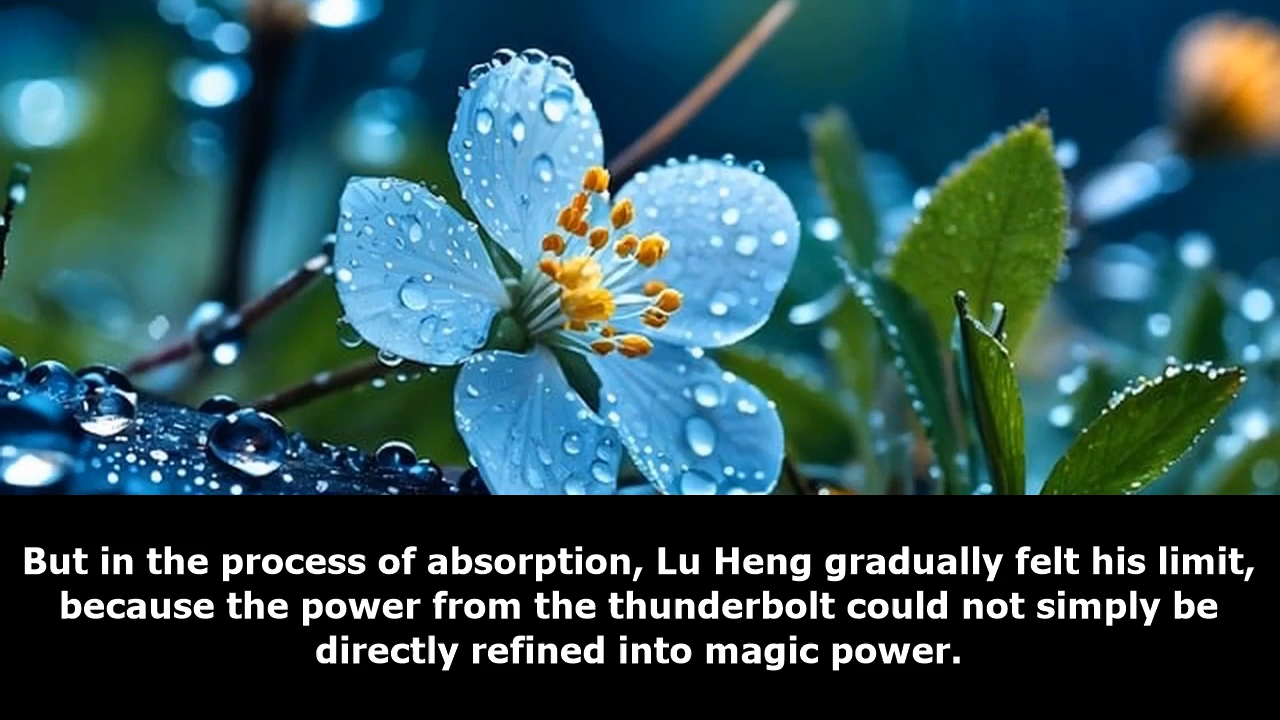 But in the process of absorption, Lu Heng gradually felt his limit,
because the power from the thunderbolt could not simply be
directly refined into magic power.